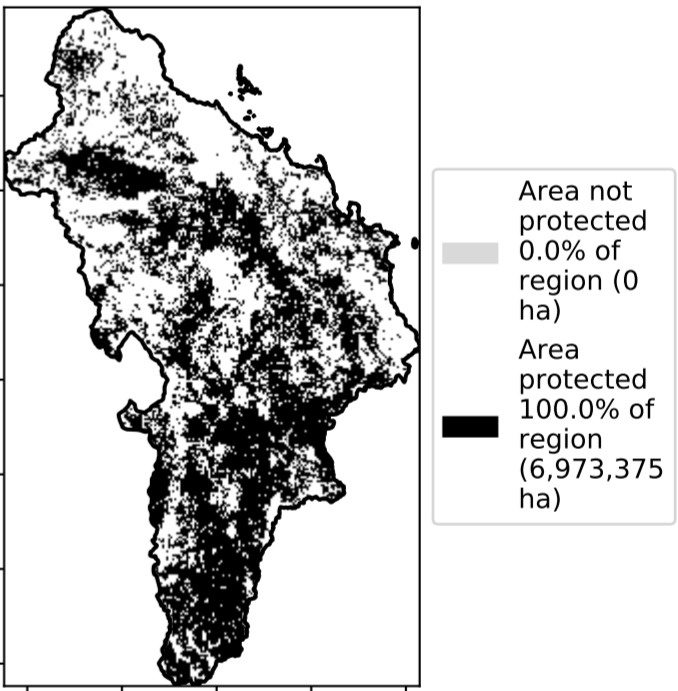 Area not
protected
0.0% of
region (0
ha)
Area
protected
100.0% of
region
(6,973,375
ha)